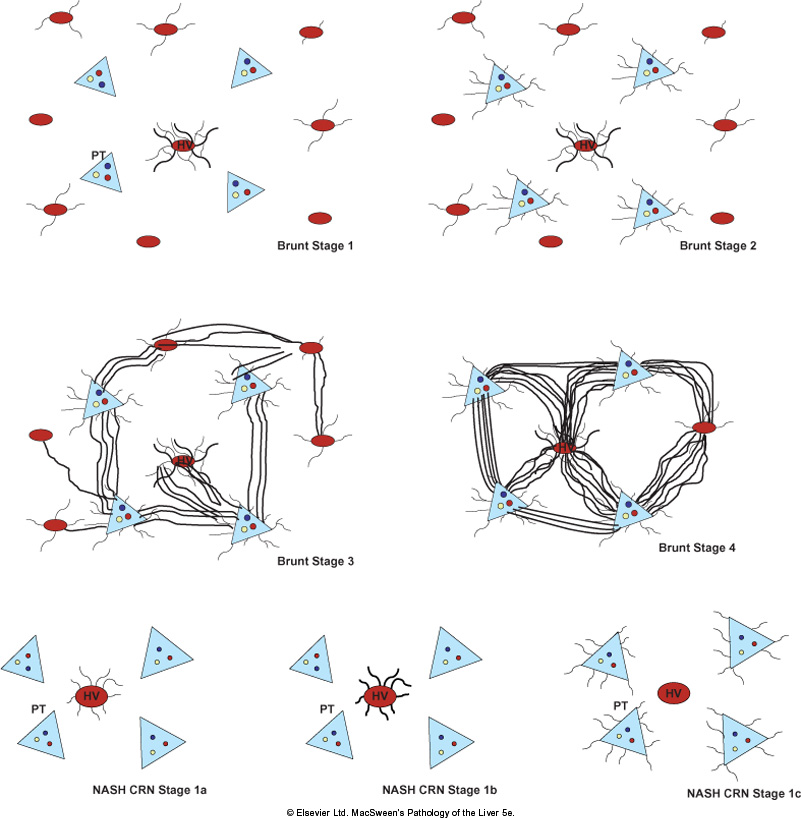 HV
PT
Brunt Stage 1
HV
Brunt Stage 2
HV
Brunt Stage 3
HV
Brunt Stage 4
HV
PT
NASH CRN Stage 1a
HV
PT
NASH CRN Stage 1b
HV
PT
NASH CRN Stage 1c
© Elsevier Ltd. MacSween's Pathology of the Liver 5e.